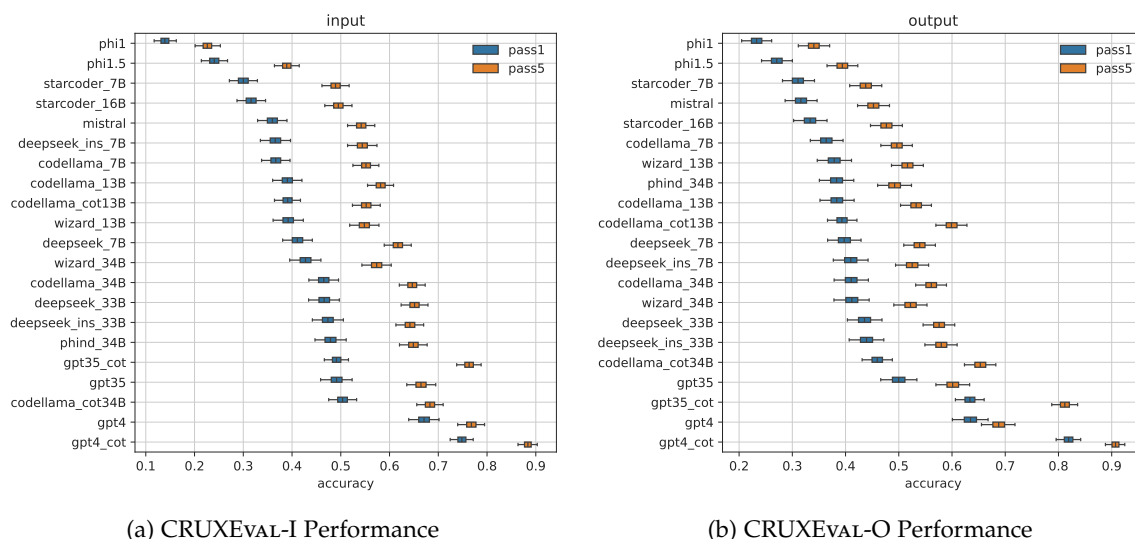 input
phi1
phi1.5
starcoder_7B
starcoder_16B
mistral
deepseek_ins_7B
codellama_7B
codellama_13B
codellama_cot13B
wizard_13B
deepseek_7B
wizard_34B
codellama_34B
deepseek_33B
deepseek_ins_33B
phind_34B
gpt35_cot
gpt35
codellama_cot34B
gpt4
gpt4_cot
pass1
pass5
0.1 0.2 0.3 0.4 0.5 0.6 0.7 0.8 0.9
accuracy
(a) CRUXEVAL-I Performance
output
phi1
phi1.5
starcoder_7B
mistral
starcoder_16B
codellama_7B
wizard_13B
phind_34B
codellama_13B
codellama_cot13B
deepseek_7B
deepseek_ins_7B
codellama_34B
wizard_34B
deepseek_33B
deepseek_ins_33B
codellama_cot34B
gpt35
gpt35_cot
gpt4
gpt4_cot
pass1
pass5
0.2 0.3 0.4 0.5 0.6 0.7 0.8 0.9
accuracy
(b) CRUXEVAL-O Performance